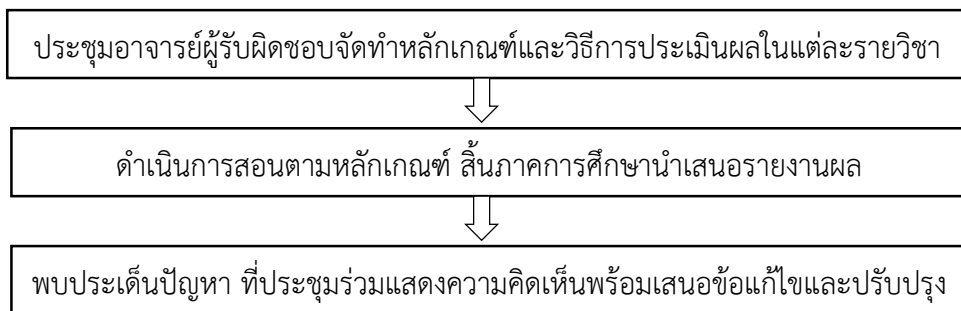 ประชุมอาจารย์ผู้รับผิดชอบจัดทำหลักเกณฑ์และวิธีการประเมินผลในแต่ละรายวิชา
ดำเนินการสอนตามหลักเกณฑ์ สิ้นภาคการศึกษานำเสนอรายงานผล
พบประเด็นปัญหา ที่ประชุมร่วมแสดงความคิดเห็นพร้อมเสนอข้อแก้ไขและปรับปรุง